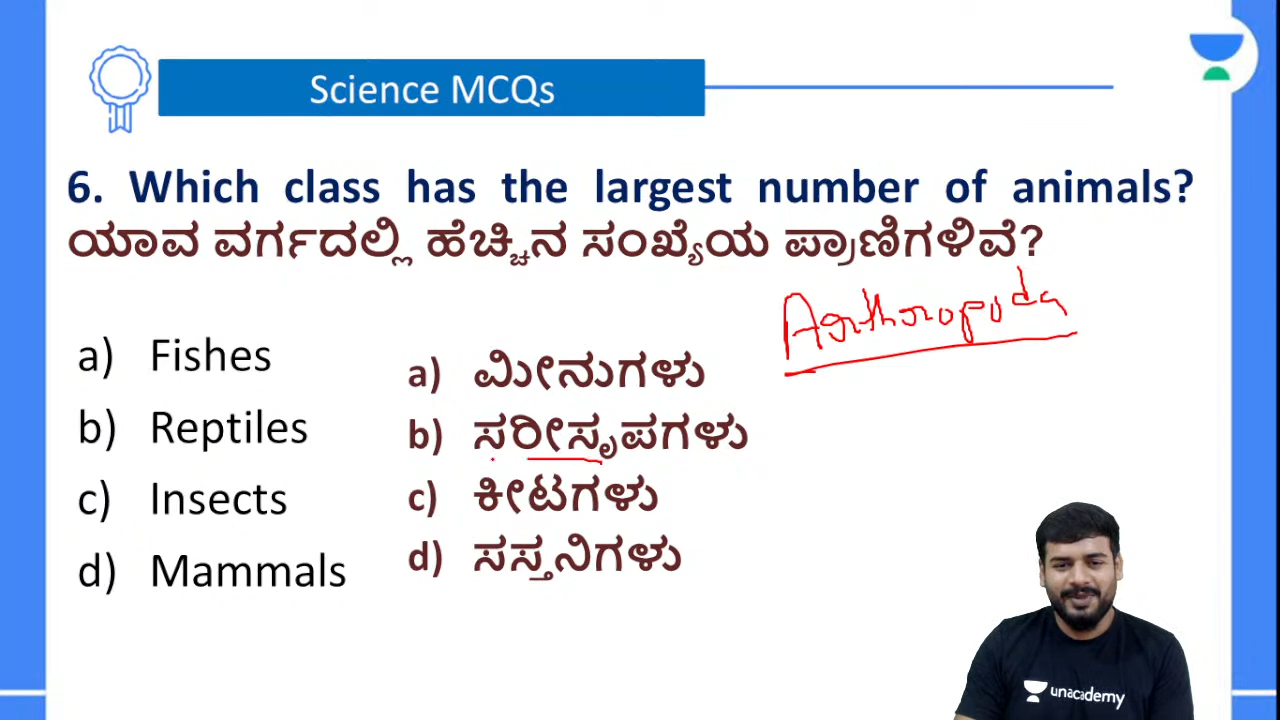 Science MCQs
6. Which class has the largest number of animals?
ಯಾವ ವರ್ಗದಲ್ಲಿ ಹೆಚ್ಚಿನ ಸಂಖ್ಯೆಯ ಪ್ರಾಣಿಗಳಿವೆ?
Arthropoda
a) Fishes
b) Reptiles
c) Insects
d) Mammals
a) ಮೀನುಗಳು
b) ಸರೀಸೃಪಗಳು
c) ಕೀಟಗಳು
d) ಸಸ್ತನಿಗಳು
unacademy